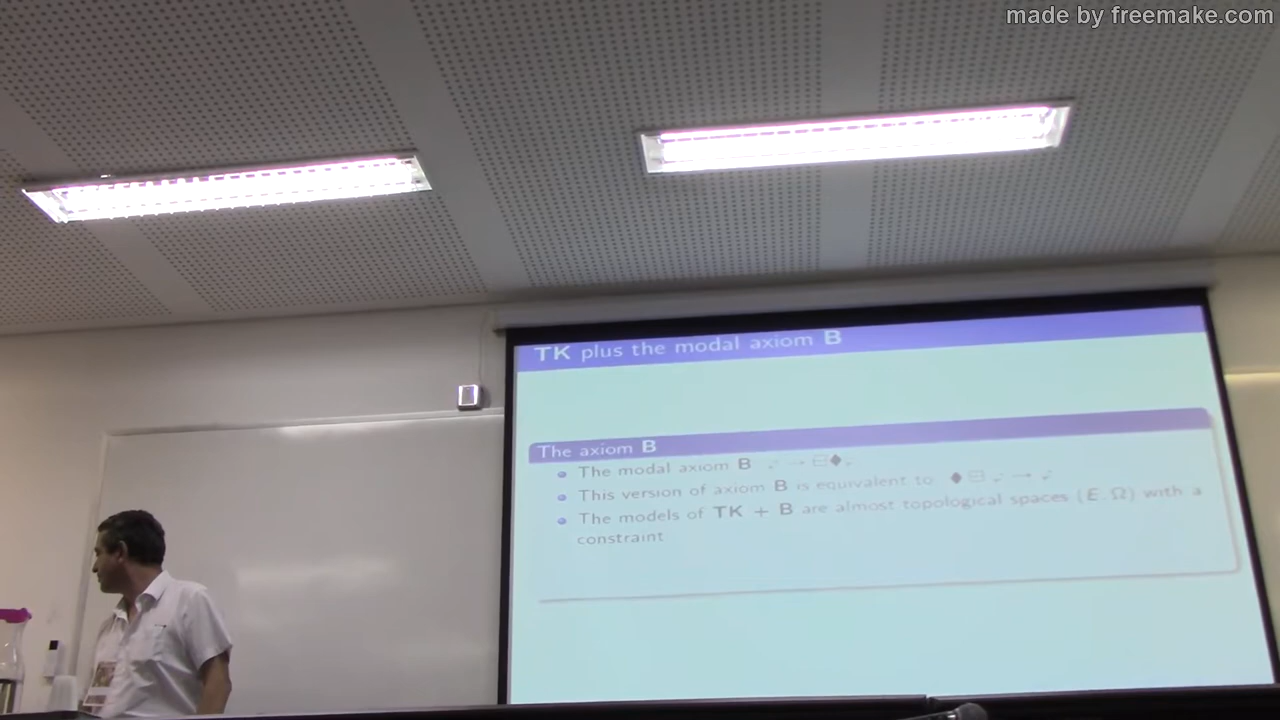 made by freemake.com
TK plus the modal axiom B
The axiom B
The modal axiom B → ⊟♦
This version of axiom B is equivalent to ♦⊟ →
The models of TK + B are almost topological spaces (E, Ω) with a
constraint